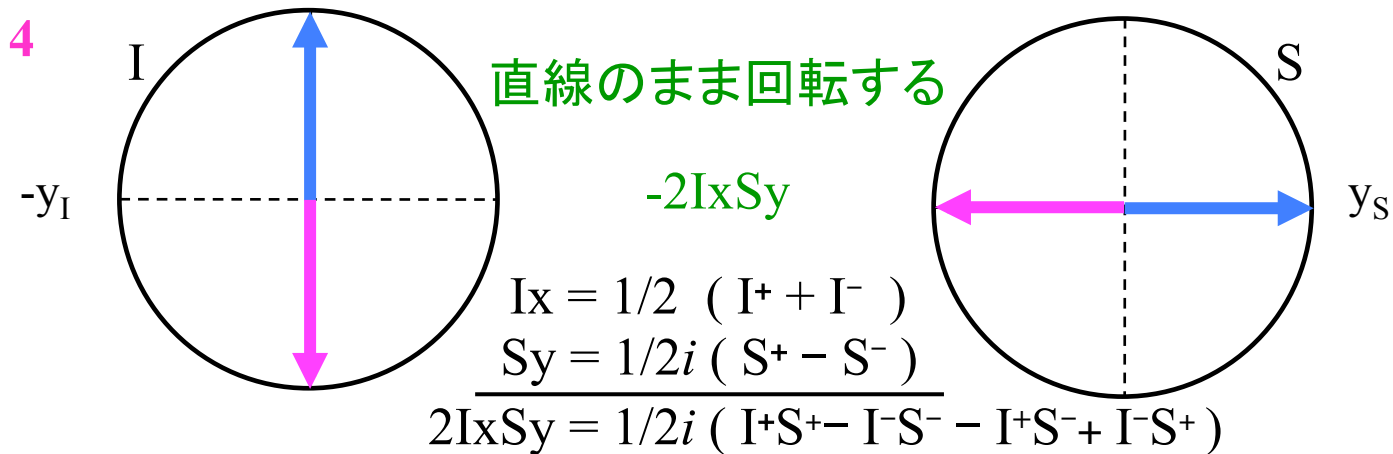 4
I
直線のまま回転する
S
-yI
-2IxSy
yS
Ix = 1/2 ( I⁺ + I⁻ )
Sy = 1/2i ( S⁺ − S⁻ )
2IxSy = 1/2i ( I⁺S⁺− I⁻S⁻ − I⁺S⁻+ I⁻S⁺ )